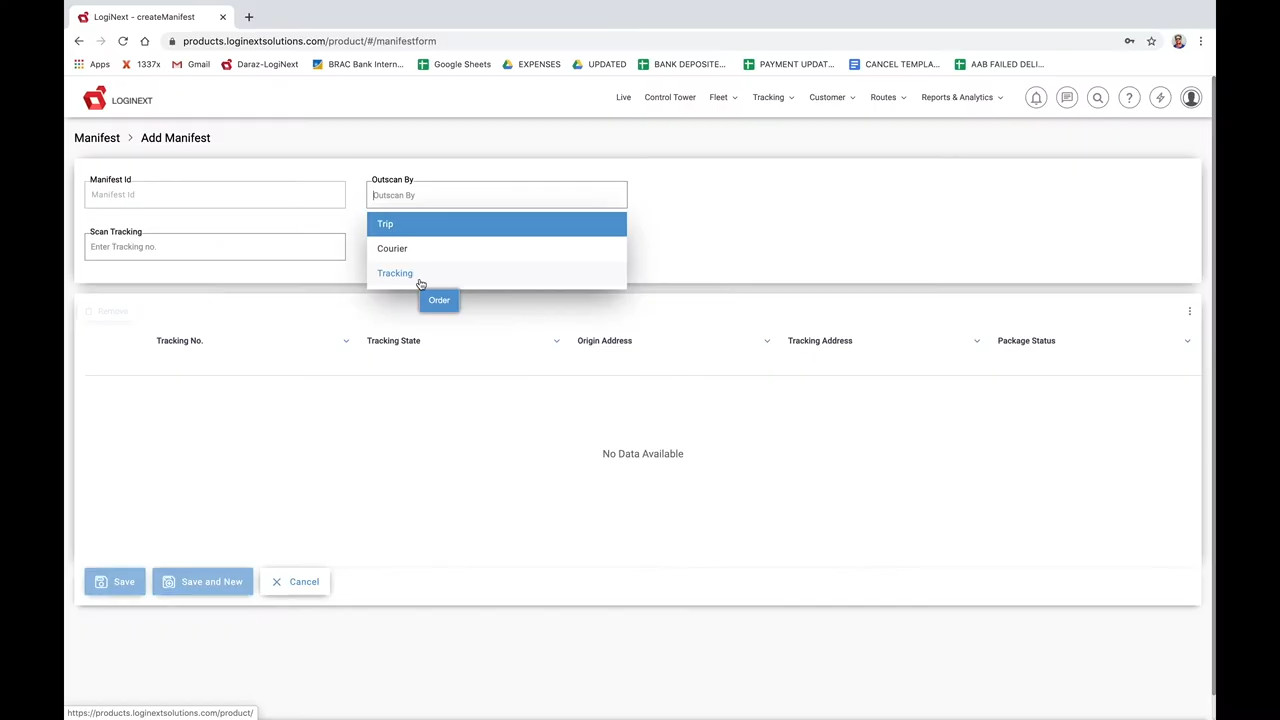 LogiNext - createManifest
products.loginextsolutions.com/product/#/manifestform
Apps 1337x Gmail Daraz-LogiNext BRAC Bank Intern... Google Sheets EXPENSES UPDATED BANK DEPOSITE... PAYMENT UPDAT... CANCEL TEMPLA... AAB FAILED DELI...
LOGINEXT Live Control Tower Fleet Tracking Customer Routes Reports & Analytics
Manifest > Add Manifest
Manifest Id Outscan By
Manifest Id Outscan By
Trip
Scan Tracking
Enter Tracking no. Courier
Tracking
Order
Remove
Tracking No. Tracking State Origin Address Tracking Address Package Status
No Data Available
Save Save and New Cancel
https://products.loginextsolutions.com/product/